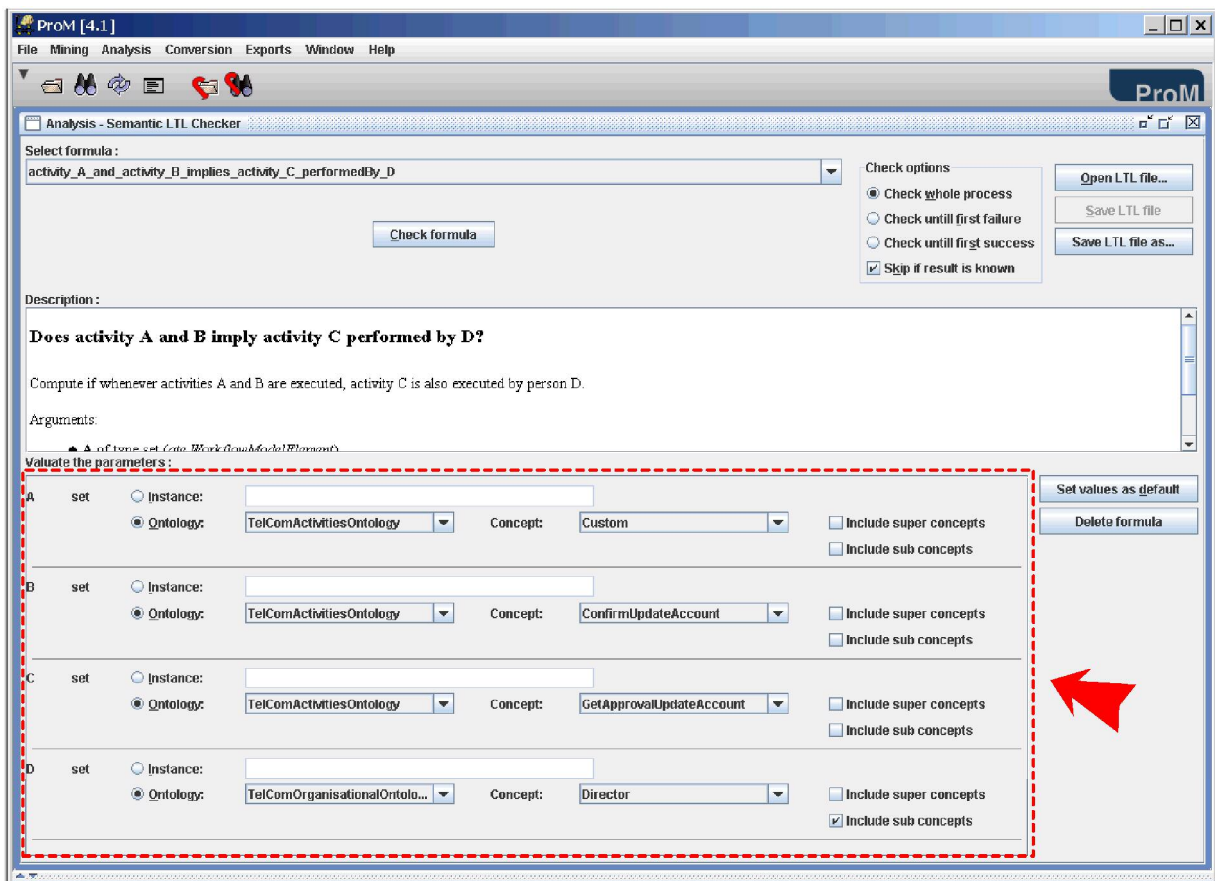 ProM [4.1]
File Mining Analysis Conversion Exports Window Help
ProM
Analysis - Semantic LTL Checker
Select formula :
activity_A_and_activity_B_implies_activity_C_performedBy_D
Check formula
Check options
Check whole process
Check untill first failure
Check untill first success
Skip if result is known
Open LTL file...
Save LTL file
Save LTL file as...
Description :
Does activity A and B imply activity C performed by D?
Compute if whenever activities A and B are executed, activity C is also executed by person D.
Arguments:
A of type set (ate.WorkflowModelElement)
Valuate the parameters :
A set Instance:
Ontology: TelComActivitiesOntology Concept: Custom Include super concepts
Include sub concepts
B set Instance:
Ontology: TelComActivitiesOntology Concept: ConfirmUpdateAccount Include super concepts
Include sub concepts
C set Instance:
Ontology: TelComActivitiesOntology Concept: GetApprovalUpdateAccount Include super concepts
Include sub concepts
D set Instance:
Ontology: TelComOrganisationalOntolo... Concept: Director Include super concepts
Include sub concepts
Set values as default
Delete formula